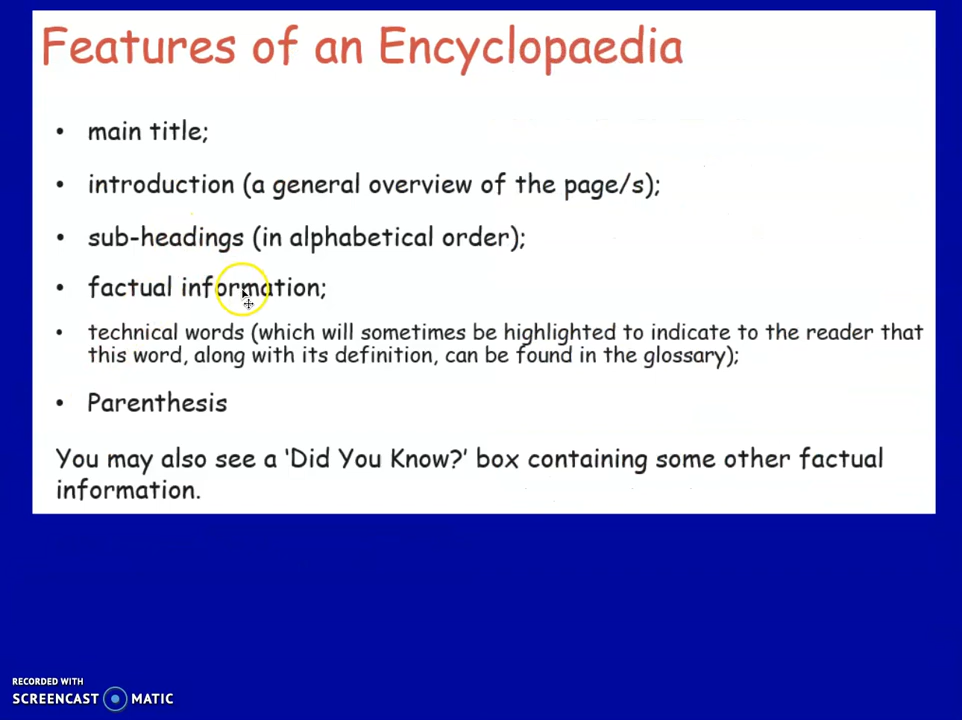 Features of an Encyclopaedia
• main title;
• introduction (a general overview of the page/s);
• sub-headings (in alphabetical order);
• factual information;
• technical words (which will sometimes be highlighted to indicate to the reader that
this word, along with its definition, can be found in the glossary);
• Parenthesis
You may also see a ‘Did You Know?’ box containing some other factual
information.
RECORDED WITH
SCREENCAST MATIC